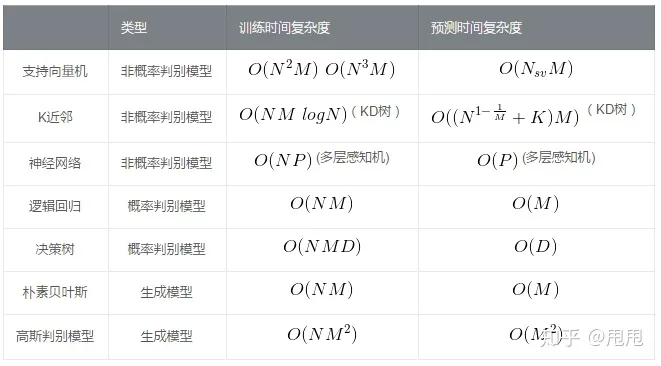 类型 训练时间复杂度 预测时间复杂度
支持向量机 非概率判别模型 O(N²M) O(N³M) O(N_{sv}M)
K近邻 非概率判别模型 O(NM logN)（KD树） O((N^{1-\frac{1}{M}} + K)M)（KD树）
神经网络 非概率判别模型 O(NP)(多层感知机) O(P)(多层感知机)
逻辑回归 概率判别模型 O(NM) O(M)
决策树 概率判别模型 O(NMD) O(D)
朴素贝叶斯 生成模型 O(NM) O(M)
高斯判别模型 生成模型 O(NM²) O(M²)
知乎 @甩甩